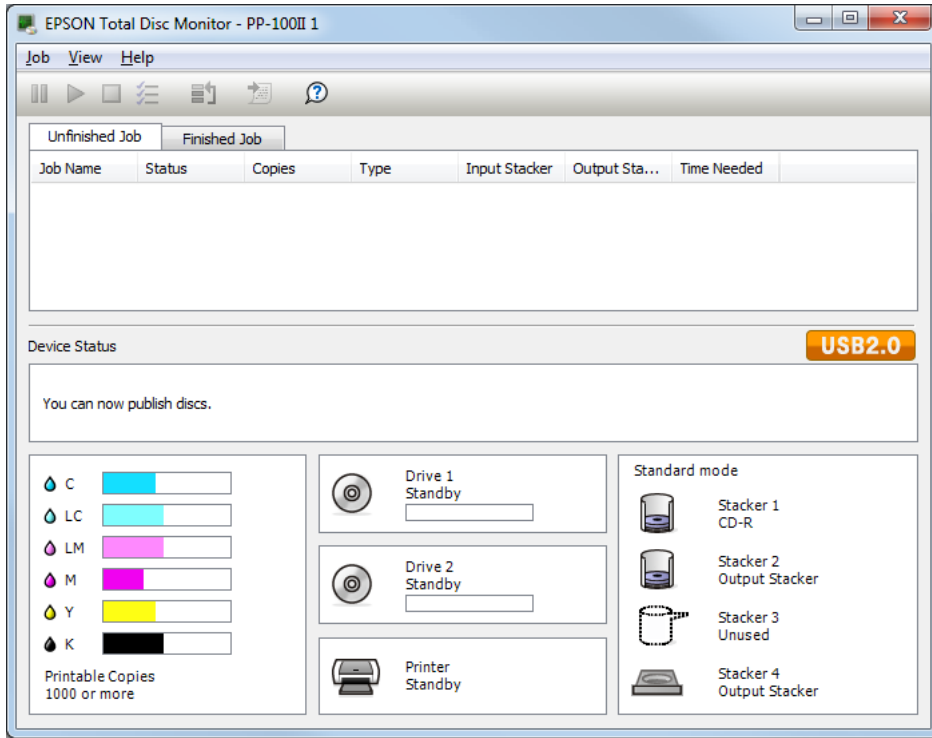 EPSON Total Disc Monitor - PP-100II 1
Job View Help
Unfinished Job Finished Job
Job Name Status Copies Type Input Stacker Output Sta... Time Needed
Device Status
USB2.0
You can now publish discs.
C
LC
LM
M
Y
K
Printable Copies
1000 or more
Drive 1
Standby
Drive 2
Standby
Printer
Standby
Standard mode
Stacker 1
CD-R
Stacker 2
Output Stacker
Stacker 3
Unused
Stacker 4
Output Stacker